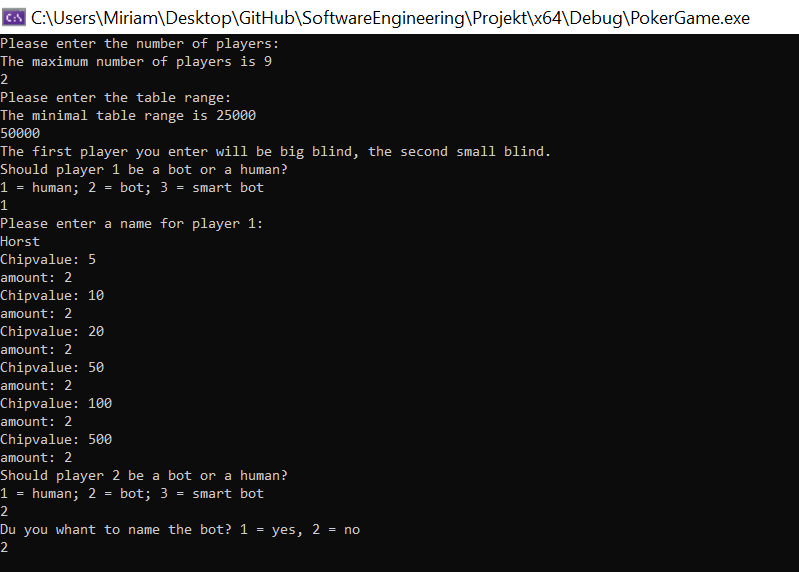 C:\Users\Miriam\Desktop\GitHub\SoftwareEngineering\Projekt\x64\Debug\PokerGame.exe
Please enter the number of players:
The maximum number of players is 9
2
Please enter the table range:
The minimal table range is 25000
50000
The first player you enter will be big blind, the second small blind.
Should player 1 be a bot or a human?
1 = human; 2 = bot; 3 = smart bot
1
Please enter a name for player 1:
Horst
Chipvalue: 5
amount: 2
Chipvalue: 10
amount: 2
Chipvalue: 20
amount: 2
Chipvalue: 50
amount: 2
Chipvalue: 100
amount: 2
Chipvalue: 500
amount: 2
Should player 2 be a bot or a human?
1 = human; 2 = bot; 3 = smart bot
2
Du you whant to name the bot? 1 = yes, 2 = no
2